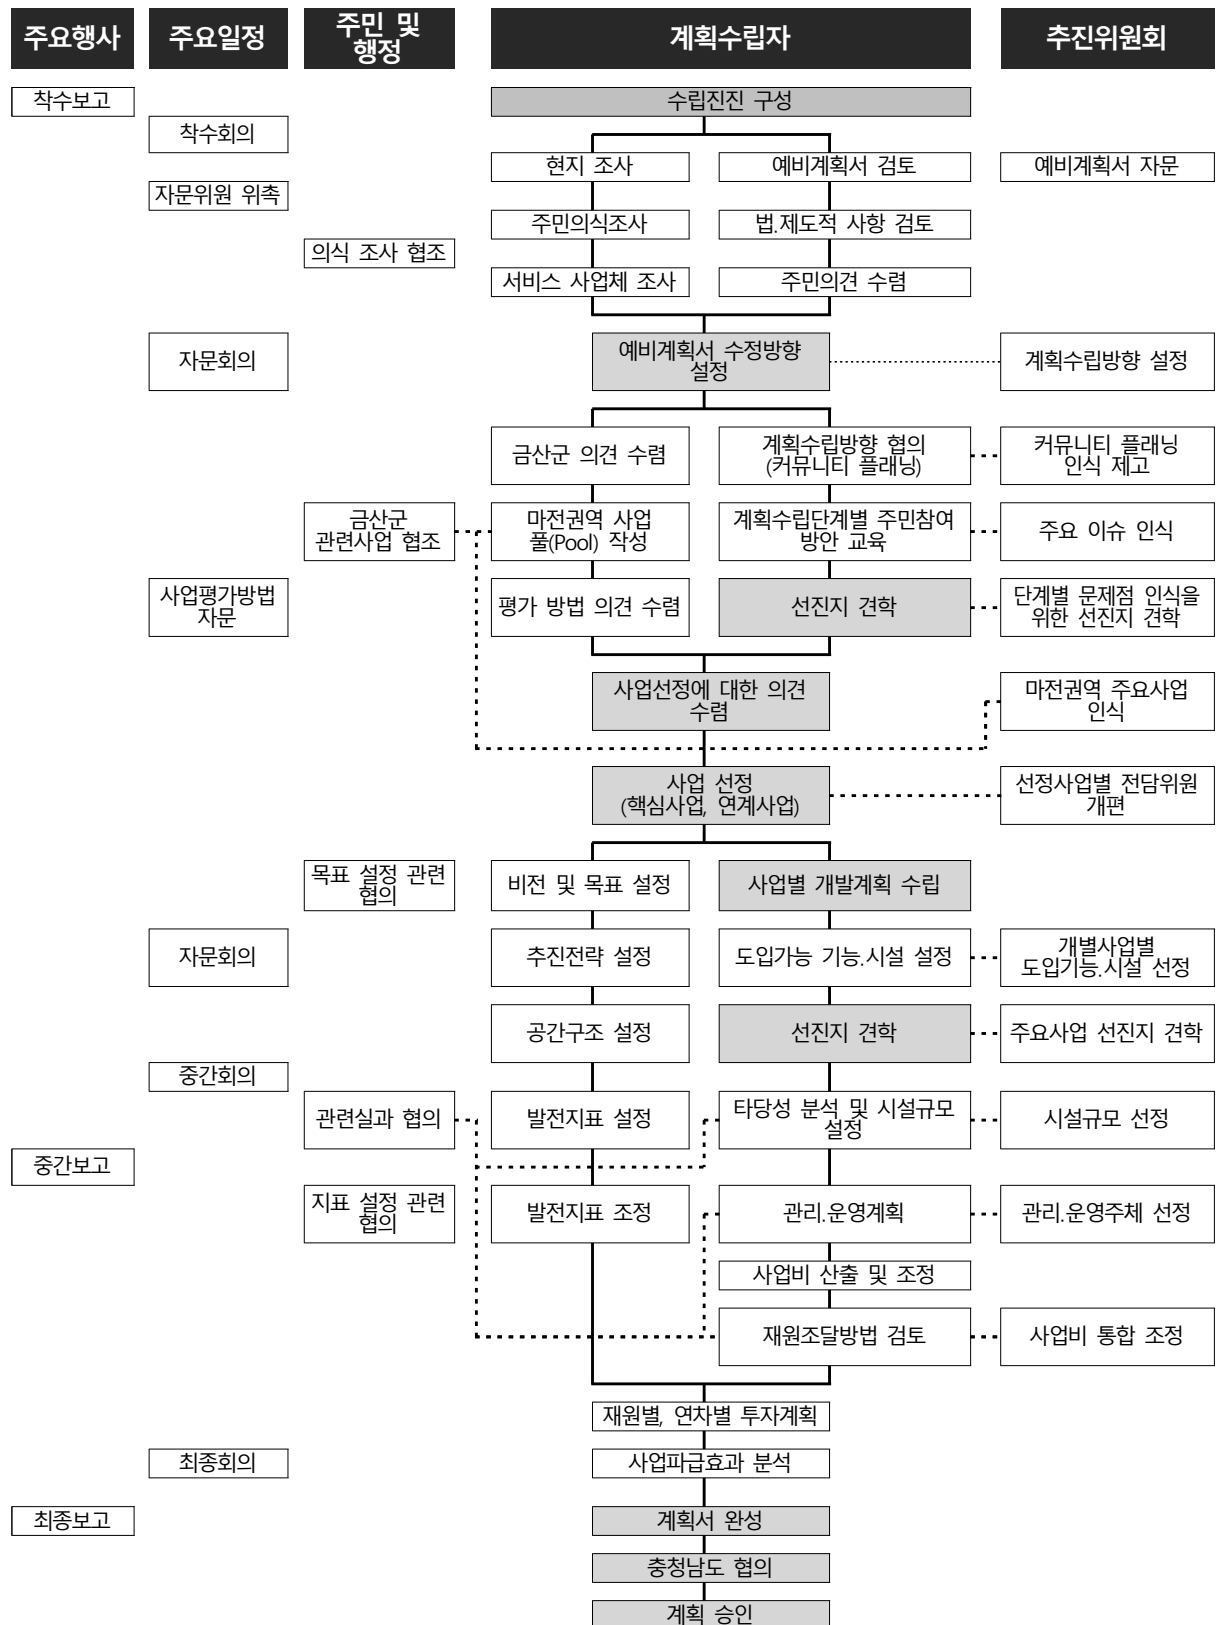 주요행사
주요일정
주민 및
행정
계획수립자
추진위원회
착수보고
수립진진 구성
착수회의
현지 조사
예비계획서 검토
예비계획서 자문
자문위원 위촉
주민의식조사
법.제도적 사항 검토
의식 조사 협조
서비스 사업체 조사
주민의견 수렴
자문회의
예비계획서 수정방향
설정
계획수립방향 설정
금산군 의견 수렴
계획수립방향 협의
(커뮤니티 플래닝)
커뮤니티 플래닝
인식 제고
금산군
관련사업 협조
마전권역 사업
풀(Pool) 작성
계획수립단계별 주민참여
방안 교육
주요 이슈 인식
사업평가방법
자문
평가 방법 의견 수렴
선진지 견학
단계별 문제점 인식을
위한 선진지 견학
사업선정에 대한 의견
수렴
마전권역 주요사업
인식
사업 선정
(핵심사업, 연계사업)
선정사업별 전담위원
개편
목표 설정 관련
협의
비전 및 목표 설정
사업별 개발계획 수립
자문회의
추진전략 설정
도입가능 기능.시설 설정
개별사업별
도입기능.시설 선정
공간구조 설정
선진지 견학
주요사업 선진지 견학
중간회의
관련실과 협의
발전지표 설정
타당성 분석 및 시설규모
설정
시설규모 선정
중간보고
지표 설정 관련
협의
발전지표 조정
관리.운영계획
관리.운영주체 선정
사업비 산출 및 조정
재원조달방법 검토
사업비 통합 조정
재원별, 연차별 투자계획
최종회의
사업파급효과 분석
최종보고
계획서 완성
충청남도 협의
계획 승인